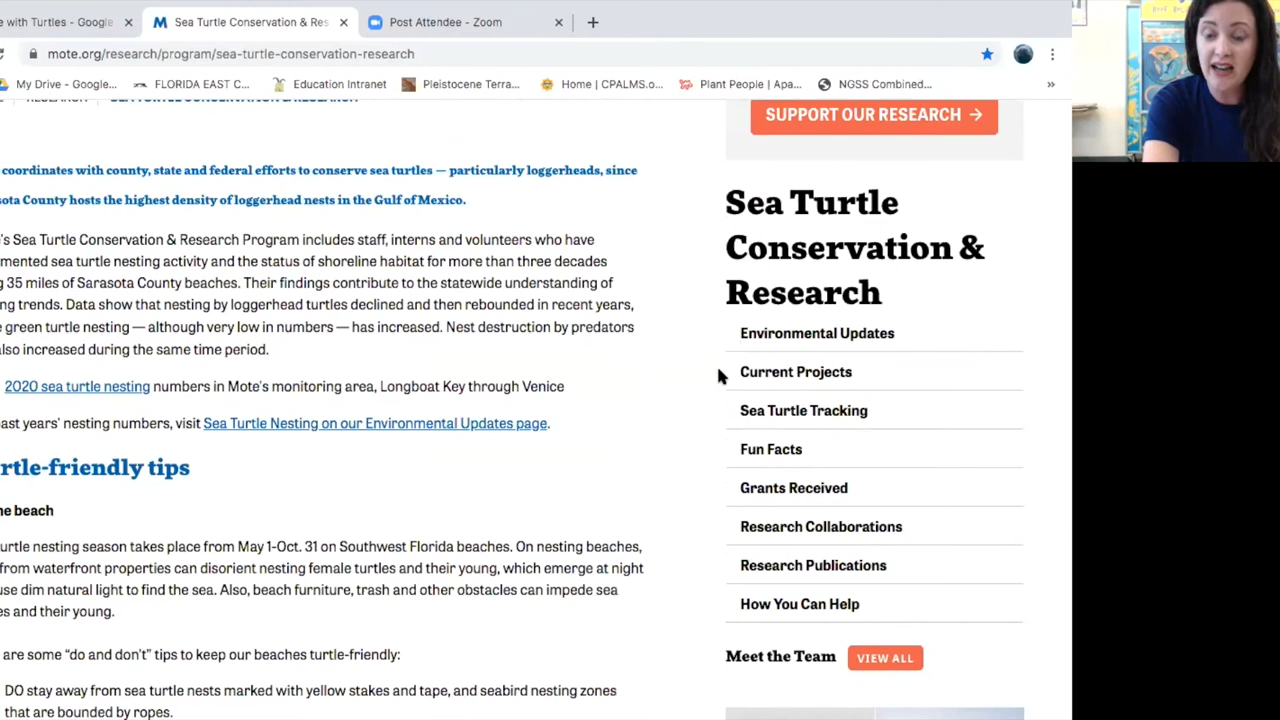 e with Turtles - Google
Sea Turtle Conservation & Res
Post Attendee - Zoom
mote.org/research/program/sea-turtle-conservation-research
My Drive - Google...
FLORIDA EAST C...
Education Intranet
Pleistocene Terra...
Home | CPALMS.o...
Plant People | Apa...
NGSS Combined...
»
RESEARCH
SEA TURTLE CONSERVATION & RESEARCH
coordinates with county, state and federal efforts to conserve sea turtles — particularly loggerheads, since
ota County hosts the highest density of loggerhead nests in the Gulf of Mexico.
's Sea Turtle Conservation & Research Program includes staff, interns and volunteers who have
mented sea turtle nesting activity and the status of shoreline habitat for more than three decades
g 35 miles of Sarasota County beaches. Their findings contribute to the statewide understanding of
ng trends. Data show that nesting by loggerhead turtles declined and then rebounded in recent years,
e green turtle nesting — although very low in numbers — has increased. Nest destruction by predators
also increased during the same time period.
2020 sea turtle nesting numbers in Mote's monitoring area, Longboat Key through Venice
ast years' nesting numbers, visit Sea Turtle Nesting on our Environmental Updates page.
rtle-friendly tips
he beach
urtle nesting season takes place from May 1-Oct. 31 on Southwest Florida beaches. On nesting beaches,
from waterfront properties can disorient nesting female turtles and their young, which emerge at night
use dim natural light to find the sea. Also, beach furniture, trash and other obstacles can impede sea
es and their young.
are some "do and don't" tips to keep our beaches turtle-friendly:
DO stay away from sea turtle nests marked with yellow stakes and tape, and seabird nesting zones
that are bounded by ropes.
SUPPORT OUR RESEARCH →
Sea Turtle
Conservation &
Research
Environmental Updates
Current Projects
Sea Turtle Tracking
Fun Facts
Grants Received
Research Collaborations
Research Publications
How You Can Help
Meet the Team
VIEW ALL